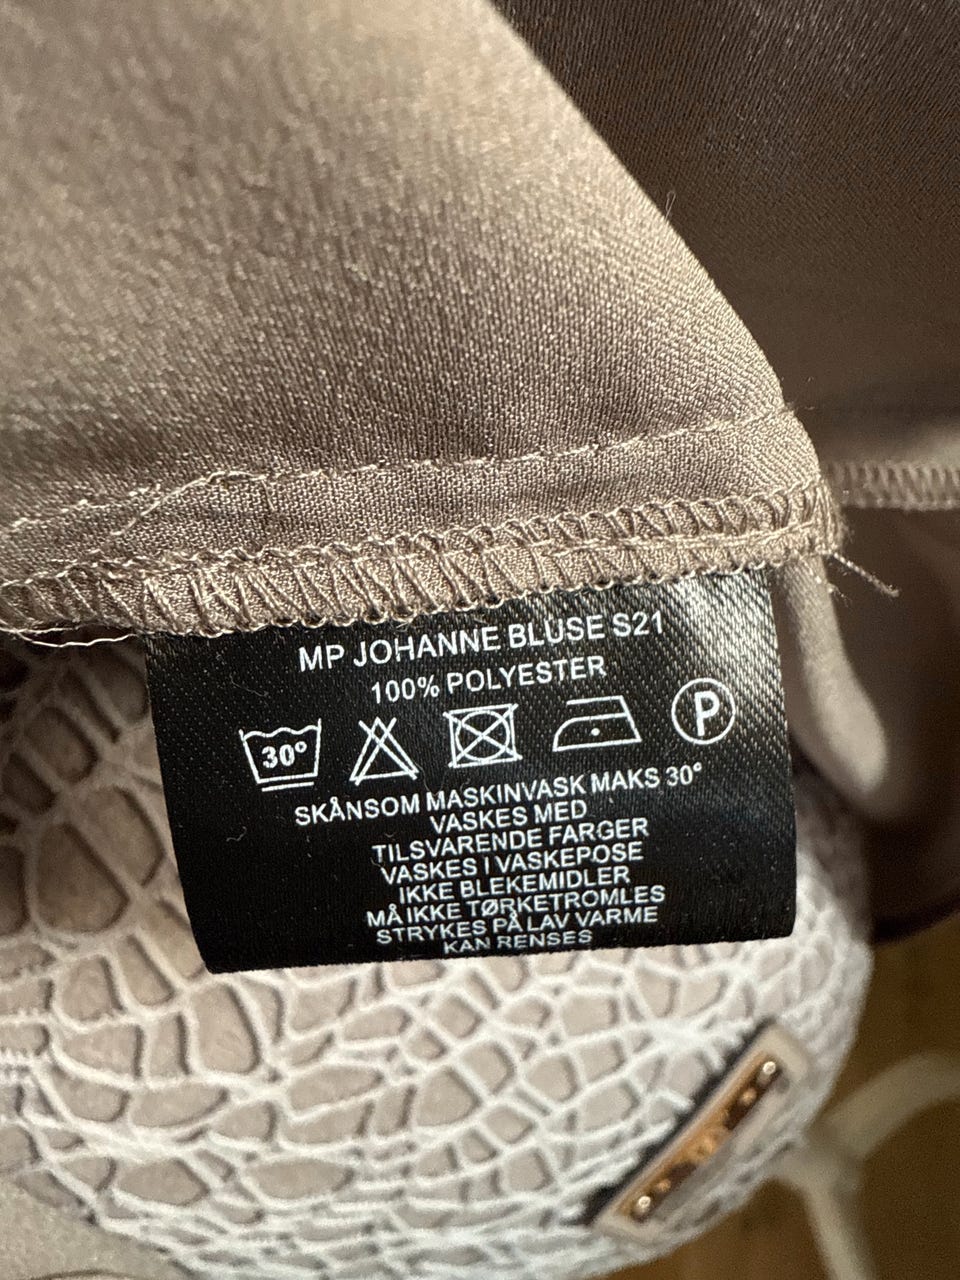 MP JOHANNE BLUSE S21
100% POLYESTER
30° P
SKÅNSOM MASKINVASK MAKS 30°
VASKES MED
TILSVARENDE FARGER
VASKES I VASKEPOSE
IKKE BLEKEMIDLER
MÅ IKKE TØRKETROMLES
STRYKES PÅ LAV VARME
KAN RENSES